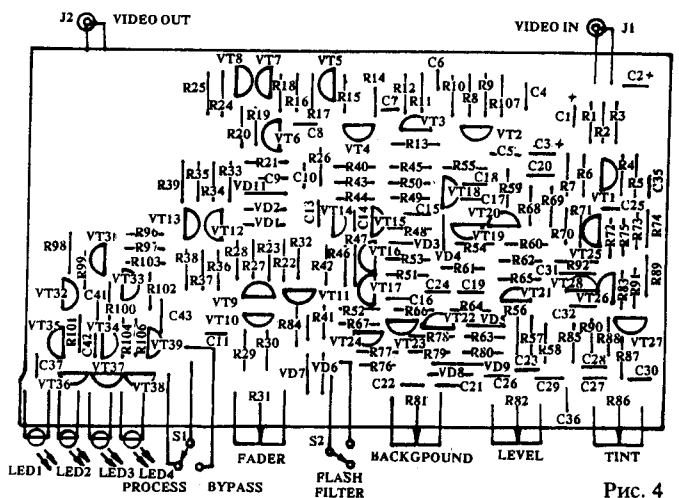 J2 VIDEO OUT VIDEO IN J1
VT8 VT7 VT5 C6 C2 +
R25 R24 R18 R16 R17 R15 R14 R12 R11 R10 R8 R9 R107 C4
R20 R19 VT6 C8 C7 VT4 VT3 VT2 C1 + R1 R2 R3
R13 C5 C3 +
R39 R35 R34 R33 R21 C9 C10 R26 R40 R45 R55 C18 C20 R6 R4
VD11 R43 R50 VT18 R59 R7 VT1 R5 C35
VD2 R44 R49 C17 R69
VT13 VT12 VD1 C13 VT14 C14 VT15 R48 VT20 R68 R71 R72 R75 R73 R74
VT31 R96 R47 VD3 VT19 R70 VT25
R98 R97 R38 R36 R28 R23 R32 R42 R46 VT16 R53 VD4 R54 R60
R99 R103 R37 R27 R22 R51 R61 R62
VT33 R102 C31 R92 R89
VT32 C41 VT9 VT11 VT17 C24 C19 R65 VT28 R83 R91
R100 C43 C16 VT21 VT26
R101 VT34 R104 R106 VT10 R84 R41 R52 R66 R64 R56 C32
VT35 C42 VT39 C11 R67 VT22 VD5 R57 R58 R85 R90 R88 VT27
R29 R30 VT24 VT23 R78 R63 R87
C37 VT37 VD7 VD6 R77 R79 R80
VT36 VT38 R76 VD8 VD9 C23 C28
C22 C21 C26 C29 C27 C30
R31 R81 R82 C36 R86
S1 S2
LED1 LED2 LED3 LED4 FADER BACKGPOUND LEVEL TINT
PROCESS BYPASS FLASH
FILTER
Рис. 4